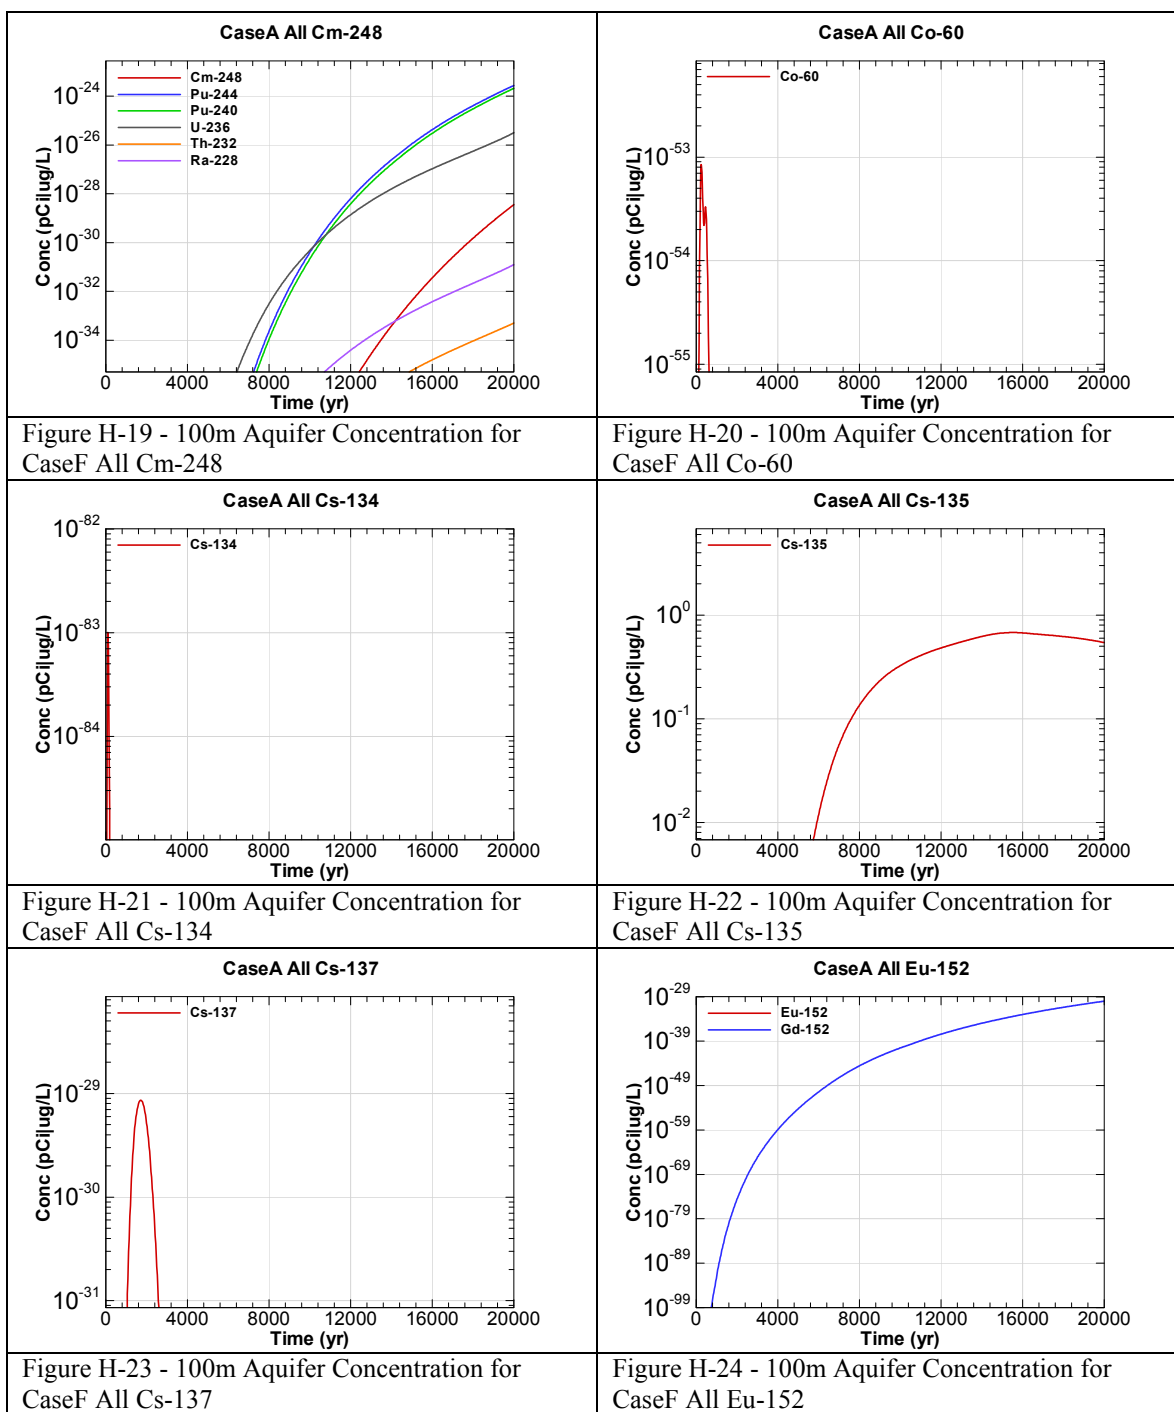 CaseA All Cm-248
Cm-248
Pu-244
Pu-240
U-236
Th-232
Ra-228
Conc (pCi|ug/L)
10-24
10-26
10-28
10-30
10-32
10-34
0 4000 8000 12000 16000 20000
Time (yr)
Figure H-19 - 100m Aquifer Concentration for
CaseF All Cm-248
CaseA All Co-60
Co-60
Conc (pCi|ug/L)
10-53
10-54
10-55
0 4000 8000 12000 16000 20000
Time (yr)
Figure H-20 - 100m Aquifer Concentration for
CaseF All Co-60
CaseA All Cs-134
Cs-134
Conc (pCi|ug/L)
10-82
10-83
10-84
0 4000 8000 12000 16000 20000
Time (yr)
Figure H-21 - 100m Aquifer Concentration for
CaseF All Cs-134
CaseA All Cs-135
Cs-135
Conc (pCi|ug/L)
100
10-1
10-2
0 4000 8000 12000 16000 20000
Time (yr)
Figure H-22 - 100m Aquifer Concentration for
CaseF All Cs-135
CaseA All Cs-137
Cs-137
Conc (pCi|ug/L)
10-29
10-30
10-31
0 4000 8000 12000 16000 20000
Time (yr)
Figure H-23 - 100m Aquifer Concentration for
CaseF All Cs-137
CaseA All Eu-152
Eu-152
Gd-152
Conc (pCi|ug/L)
10-29
10-39
10-49
10-59
10-69
10-79
10-89
10-99
0 4000 8000 12000 16000 20000
Time (yr)
Figure H-24 - 100m Aquifer Concentration for
CaseF All Eu-152